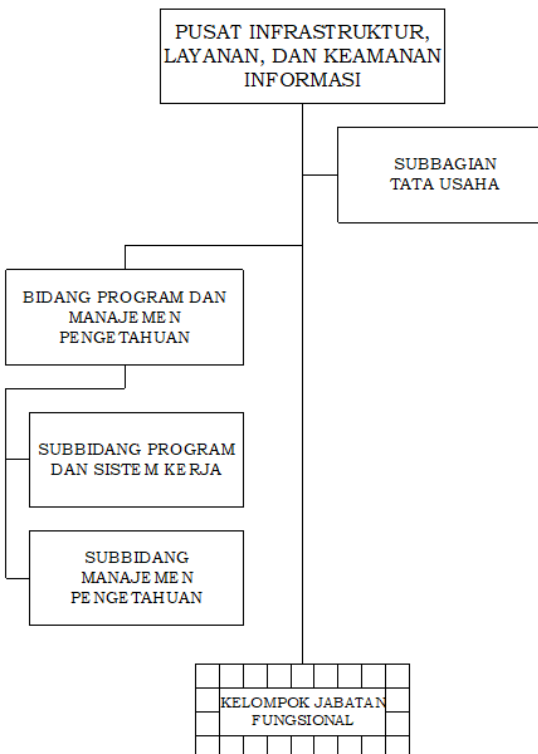 PUSAT INFRASTRUKTUR,
LAYANAN, DAN KEAMANAN
INFORMASI
SUBBAGIAN
TATA USAHA
BIDANG PROGRAM DAN
MANAJEMEN
PENGETAHUAN
SUBBIDANG PROGRAM
DAN SISTEM KERJA
SUBBIDANG
MANAJEMEN
PENGETAHUAN
KELOMPOK JABATAN
FUNGSIONAL